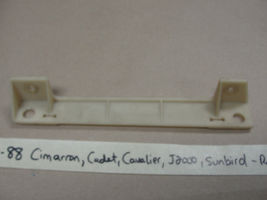 -88 Cimarron, Cadet, Cavalier, J2000, Sunbird - R